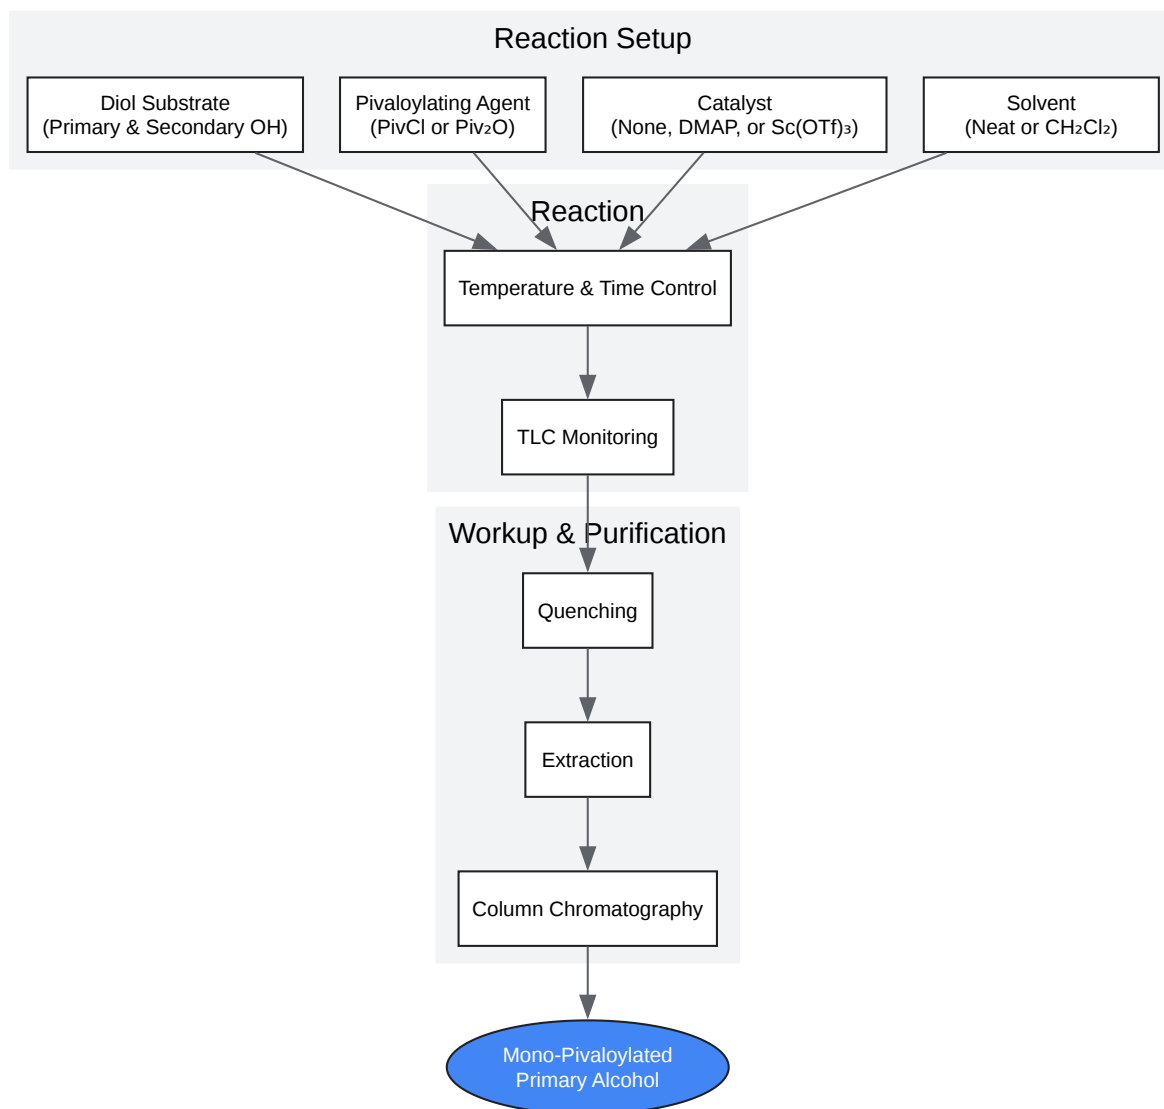 Reaction Setup
Diol Substrate
(Primary & Secondary OH)
Pivaloylating Agent
(PivCl or Piv₂O)
Catalyst
(None, DMAP, or Sc(OTf)₃)
Solvent
(Neat or CH₂Cl₂)
Reaction
Temperature & Time Control
TLC Monitoring
Workup & Purification
Quenching
Extraction
Column Chromatography
Mono-Pivaloylated
Primary Alcohol